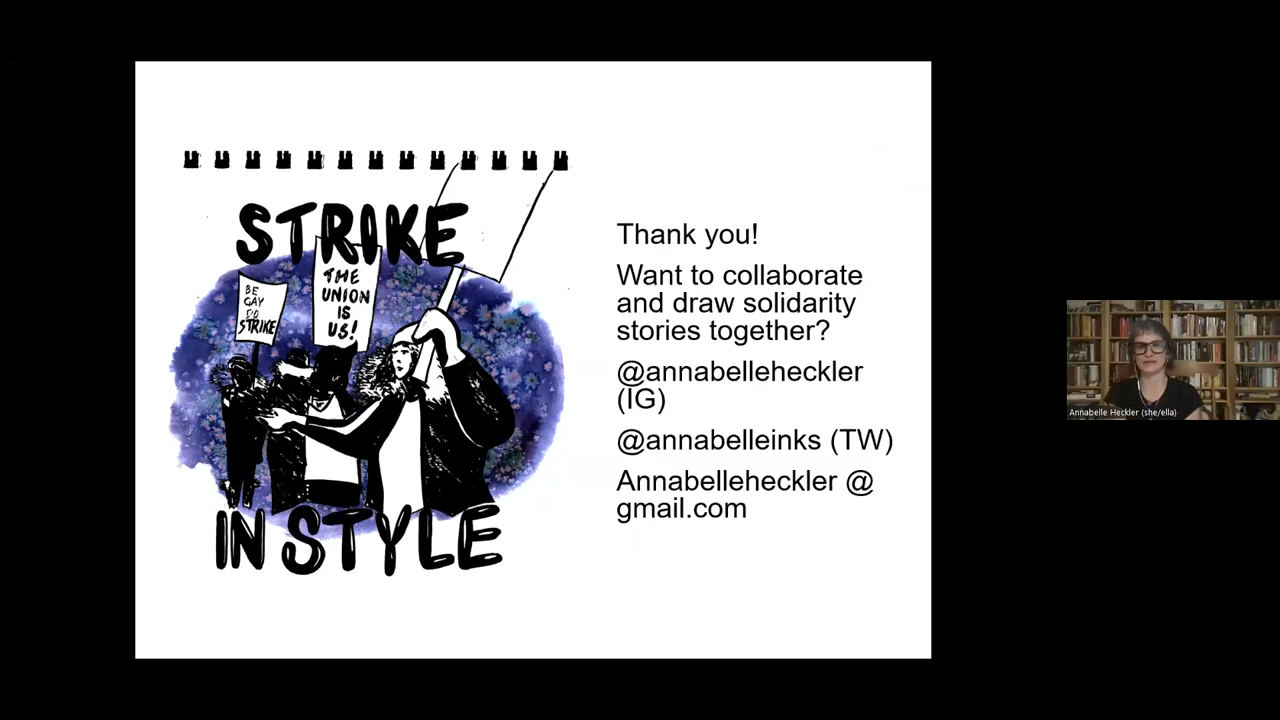 STRIKE
BE
GAY
DO
STRIKE
THE
UNION
IS
US!
IN STYLE
Thank you!
Want to collaborate
and draw solidarity
stories together?
@annabelleheckler
(IG)
@annabelleinks (TW)
Annabelleheckler @
gmail.com
Annabelle Heckler (she/ella)